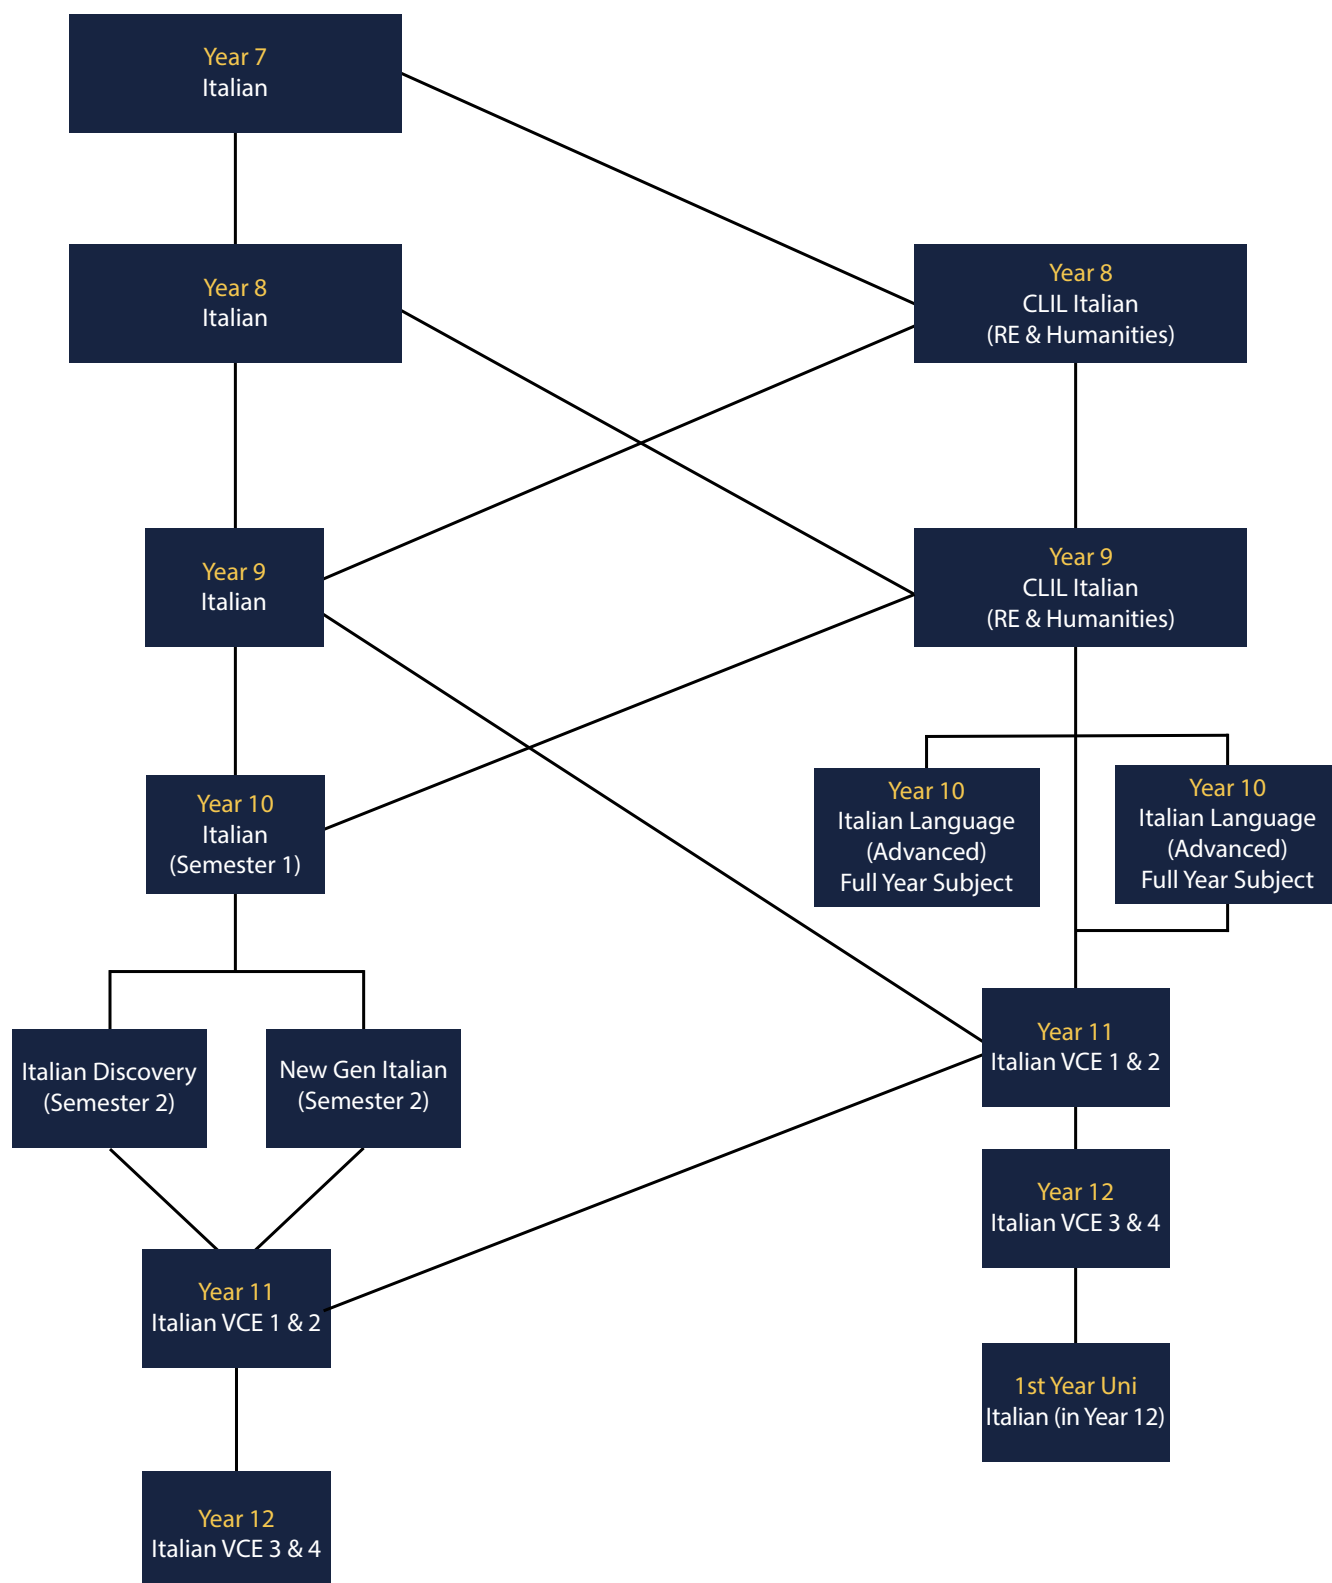 Year 7
Italian
Year 8
Italian
Year 8
CLIL Italian
(RE & Humanities)
Year 9
Italian
Year 9
CLIL Italian
(RE & Humanities)
Year 10
Italian
(Semester 1)
Year 10
Italian Language
(Advanced)
Full Year Subject
Year 10
Italian Language
(Advanced)
Full Year Subject
Italian Discovery
(Semester 2)
New Gen Italian
(Semester 2)
Year 11
Italian VCE 1 & 2
Year 12
Italian VCE 3 & 4
Year 11
Italian VCE 1 & 2
1st Year Uni
Italian (in Year 12)
Year 12
Italian VCE 3 & 4